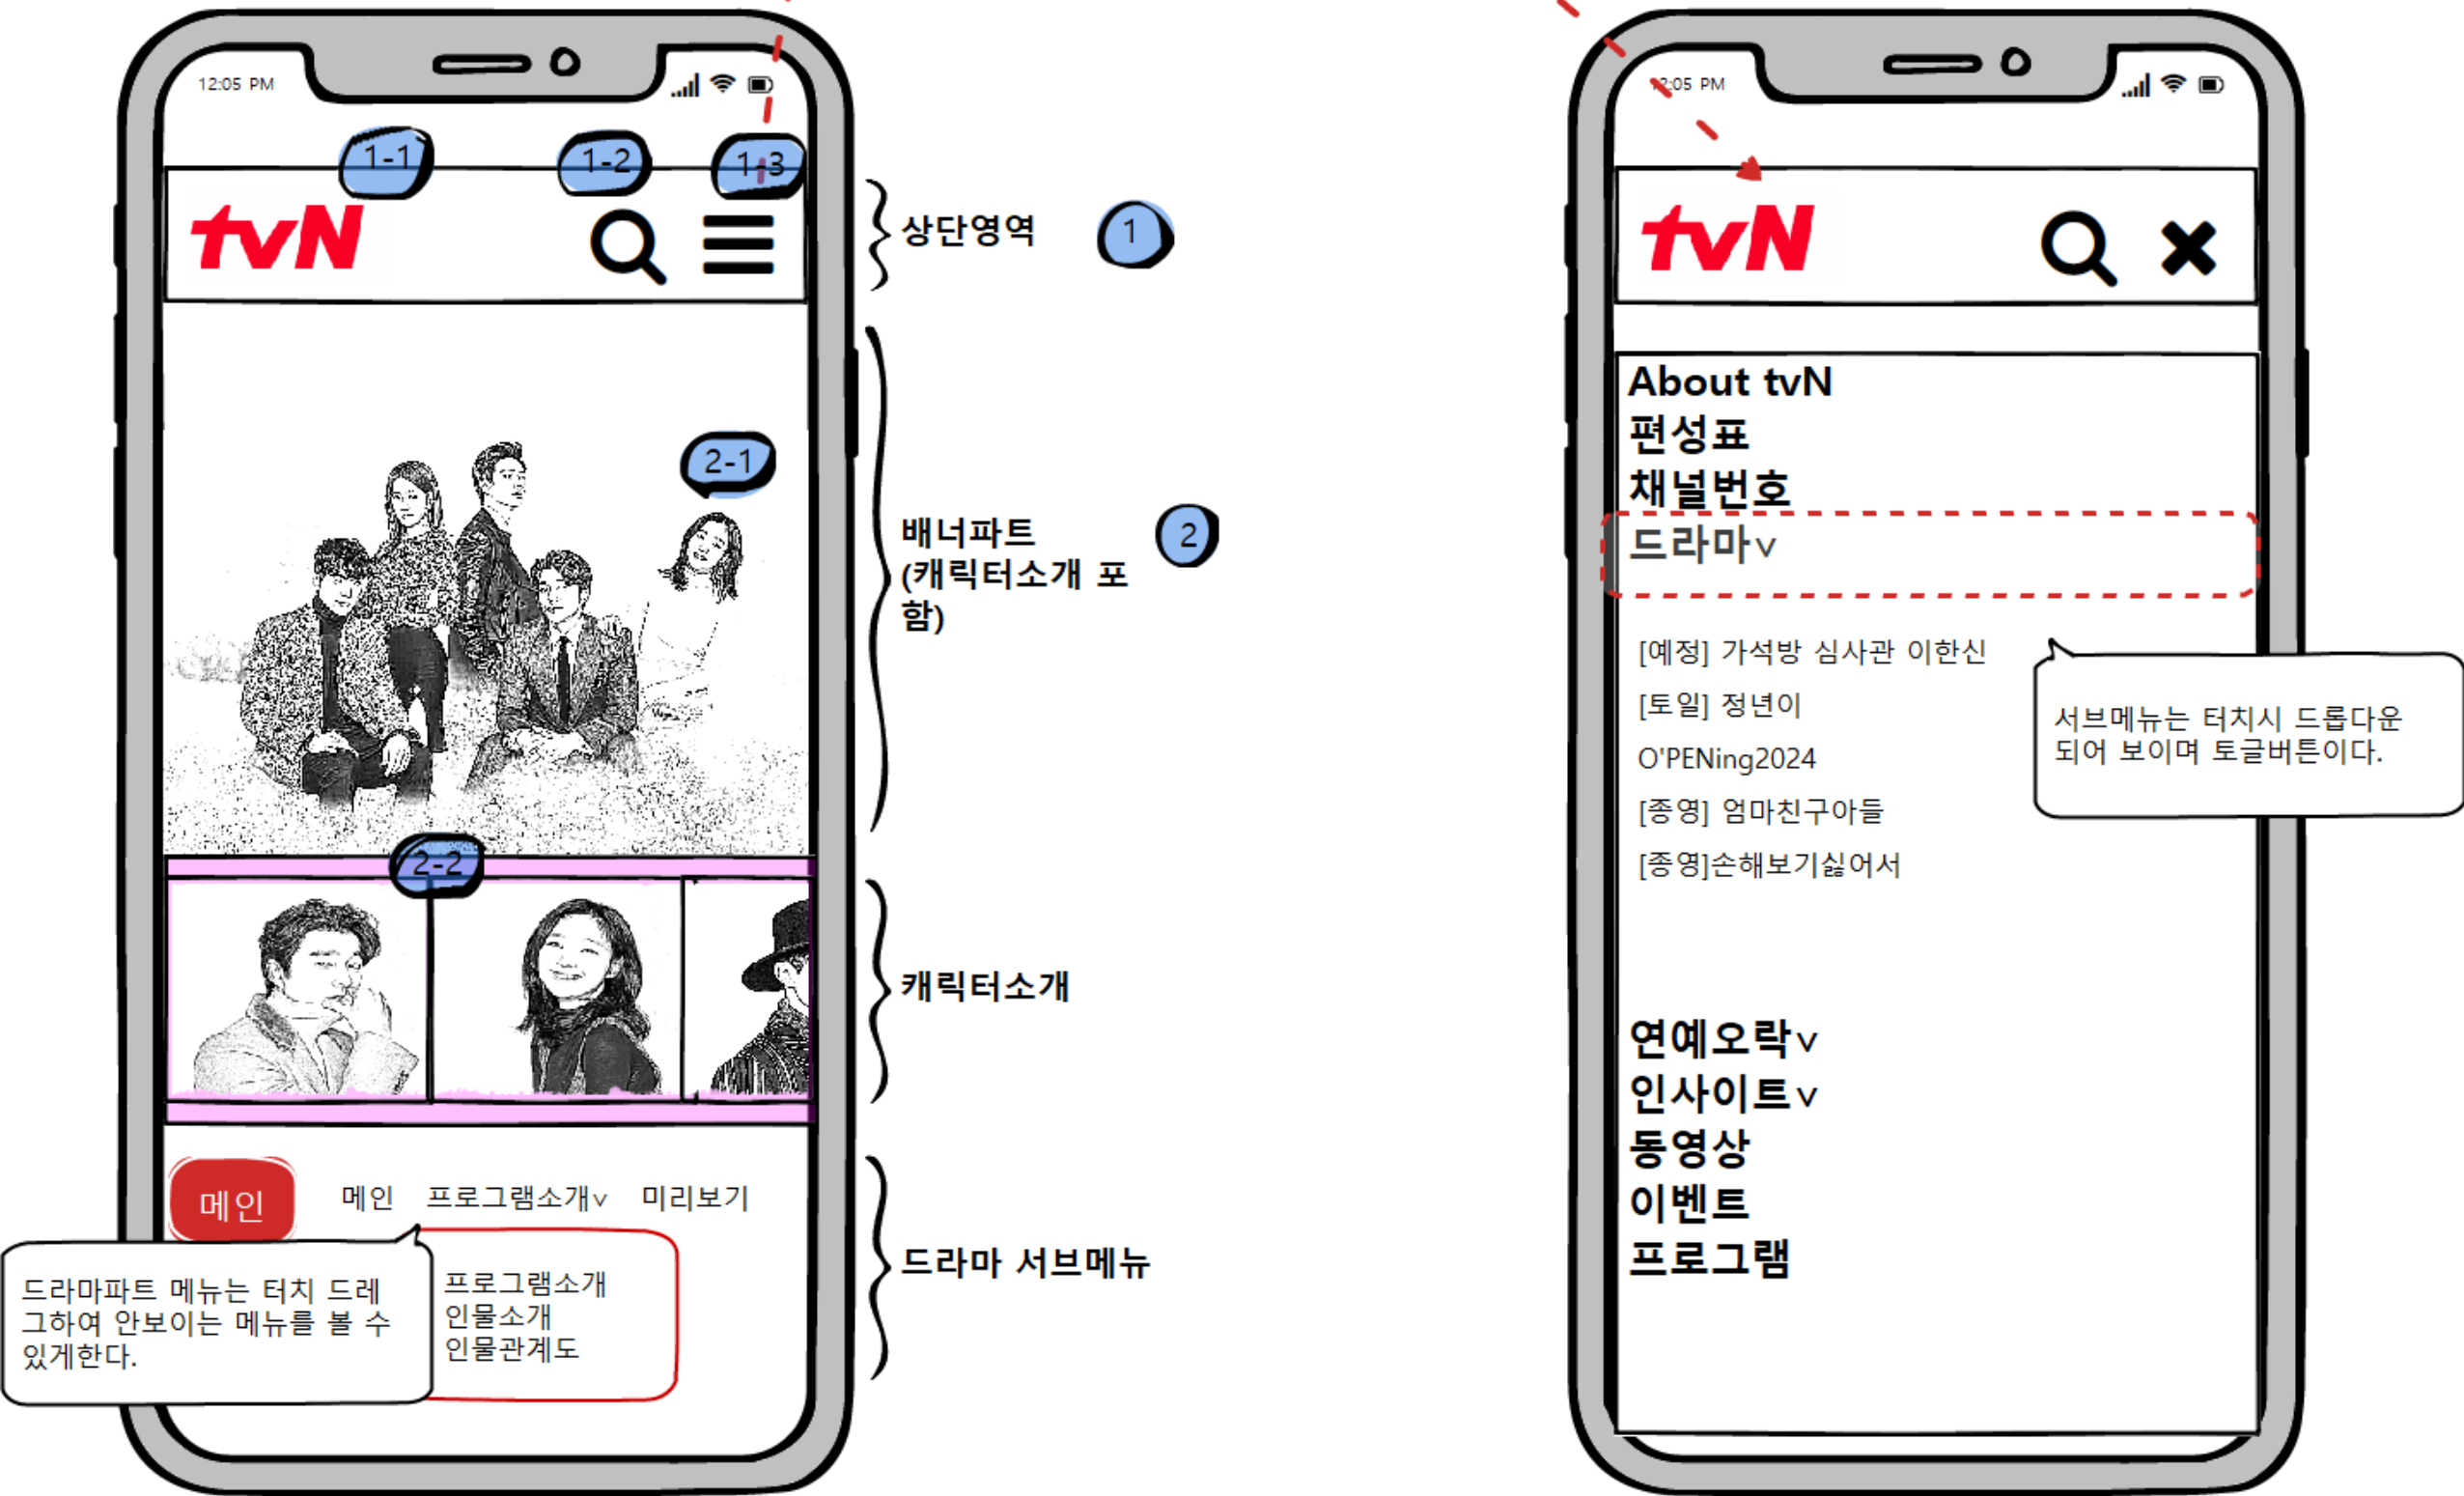 12:05 PM
1-1
1-2
1-3
tvN
상단영역
1
2-1
배너파트
(캐릭터소개 포
함)
2
2-2
캐릭터소개
메인
메인 프로그램소개v 미리보기
드라마파트 메뉴는 터치 드레
그하여 안보이는 메뉴를 볼 수
있게한다.
프로그램소개
인물소개
인물관계도
드라마 서브메뉴
12:05 PM
tvN
About tvN
편성표
채널번호
드라마v
[예정] 가석방 심사관 이한신
[토일] 정년이
O'PENing2024
[종영] 엄마친구아들
[종영]손해보기싫어서
서브메뉴는 터치시 드롭다운
되어 보이며 토글버튼이다.
연예오락v
인사이트v
동영상
이벤트
프로그램